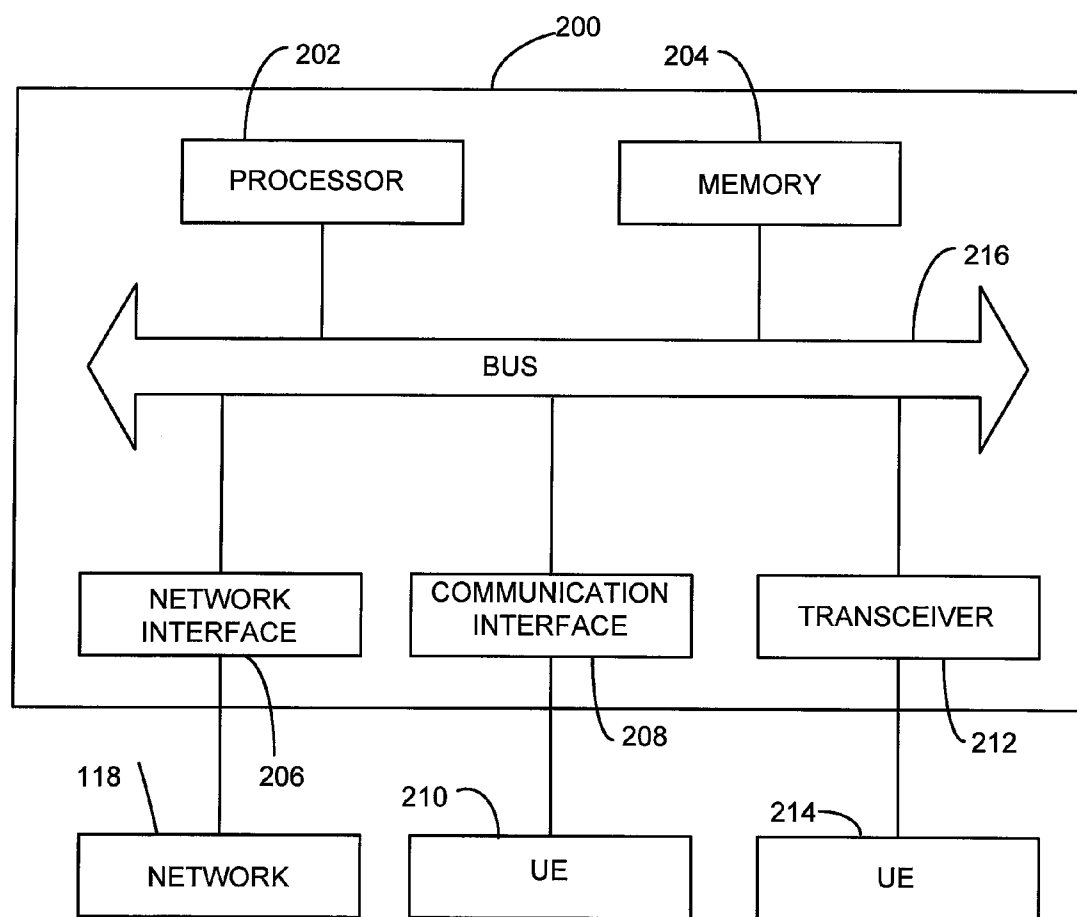 200
202
204
PROCESSOR
MEMORY
216
BUS
NETWORK
INTERFACE
COMMUNICATION
INTERFACE
TRANSCEIVER
118
206
208
212
210
214
NETWORK
UE
UE